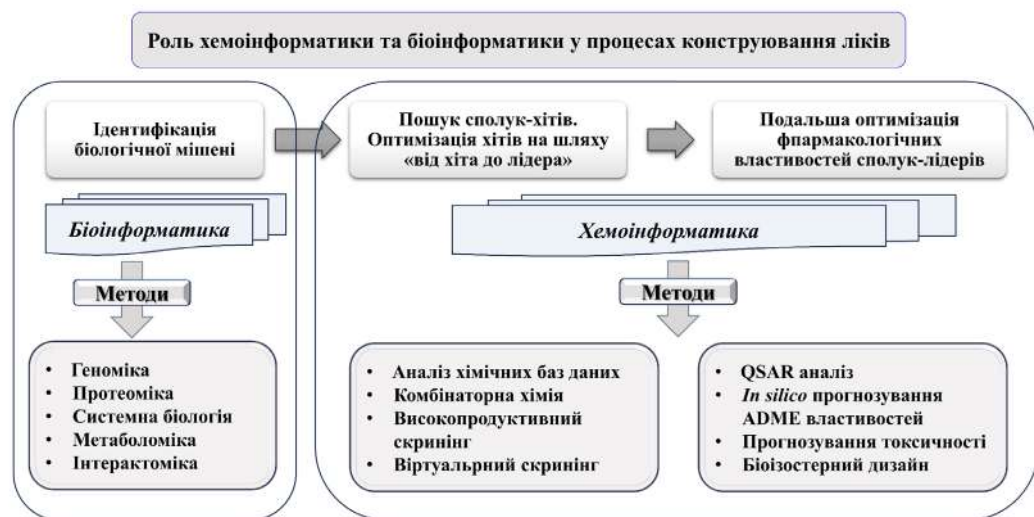 Роль хемоінформатики та біоінформатики у процесах конструювання ліків
Ідентифікація
біологічної мішені
Пошук сполук-хітів.
Оптимізація хітів на шляху
«від хіта до лідера»
Подальша оптимізація
фпармакологічних
властивостей сполук-лідерів
Біоінформатика
Хемоінформатика
Методи
Методи
• Геноміка
• Протеоміка
• Системна біологія
• Метаболоміка
• Інтерактоміка
• Аналіз хімічних баз даних
• Комбінаторна хімія
• Високопродуктивний
скринінг
• Віртуальрний скринінг
• QSAR аналіз
• In silico прогнозування
ADME властивостей
• Прогнозування токсичності
• Біоізостерний дизайн